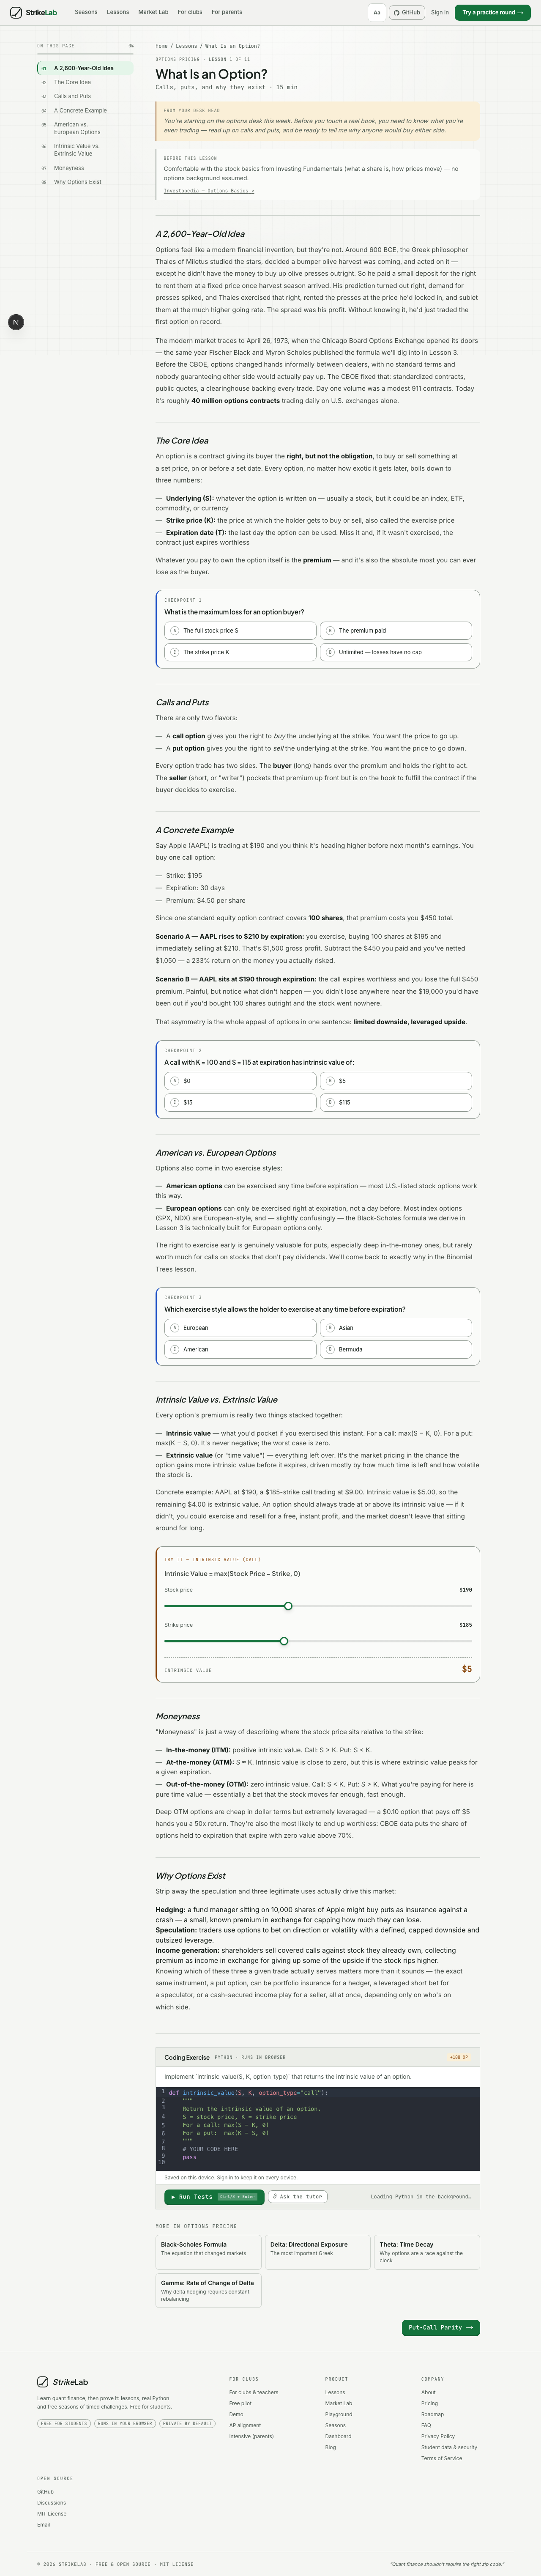 StrikeLab
Seasons
Lessons
Market Lab
For clubs
For parents
Aa
GitHub
Sign in
Try a practice round →
ON THIS PAGE
01 A 2,600-Year-Old Idea
02 The Core Idea
03 Calls and Puts
04 A Concrete Example
05 American vs.
European Options
06 Intrinsic Value vs.
Extrinsic Value
07 Moneyness
08 Why Options Exist
Home / Lessons / What Is an Option?
OPTIONS PRICING · LESSON 1 OF 11
What Is an Option?
Calls, puts, and why they exist · 15 min
FROM YOUR DESK HEAD
You're starting on the options desk this week. Before you touch a real book, you need to know what you're
even trading — read up on calls and puts, and be ready to tell me why anyone would buy either side.
BEFORE THIS LESSON
Comfortable with the stock basics from Investing Fundamentals (what a share is, how prices move) — no
options background assumed.
Investopedia — Options Basics ↗
A 2,600-Year-Old Idea
Options feel like a modern financial invention, but they're not. Around 600 BCE, the Greek philosopher
Thales of Miletus studied the stars, decided a bumper olive harvest was coming, and acted on it —
except he didn't have the money to buy up olive presses outright. So he paid a small deposit for the right
to rent them at a fixed price once harvest season arrived. His prediction turned out right, demand for
presses spiked, and Thales exercised that right, rented the presses at the price he'd locked in, and sublet
them at the much higher going rate. The spread was his profit. Without knowing it, he'd just traded the
first option on record.
The modern market traces to April 26, 1973, when the Chicago Board Options Exchange opened its doors
— the same year Fischer Black and Myron Scholes published the formula we'll dig into in Lesson 3.
Before the CBOE, options changed hands informally between dealers, with no standard terms and
nobody guaranteeing either side would actually pay up. The CBOE fixed that: standardized contracts,
public quotes, a clearinghouse backing every trade. Day one volume was a modest 911 contracts. Today
it's roughly 40 million options contracts trading daily on U.S. exchanges alone.
The Core Idea
An option is a contract giving its buyer the right, but not the obligation, to buy or sell something at
a set price, on or before a set date. Every option, no matter how exotic it gets later, boils down to
three numbers:
— Underlying (S): whatever the option is written on — usually a stock, but it could be an index, ETF,
commodity, or currency
— Strike price (K): the price at which the holder gets to buy or sell, also called the exercise price
— Expiration date (T): the last day the option can be used. Miss it and, if it wasn't exercised, the
contract just expires worthless
Whatever you pay to own the option itself is the premium — and it's also the absolute most you can ever
lose as the buyer.
CHECKPOINT 1
What is the maximum loss for an option buyer?
A The full stock price S
B The premium paid
C The strike price K
D Unlimited — losses have no cap
Calls and Puts
There are only two flavors:
— A call option gives you the right to buy the underlying at the strike. You want the price to go up.
— A put option gives you the right to sell the underlying at the strike. You want the price to go down.
Every option trade has two sides. The buyer (long) hands over the premium and holds the right to act.
The seller (short, or "writer") pockets that premium up front but is on the hook to fulfill the contract if the
buyer decides to exercise.
A Concrete Example
Say Apple (AAPL) is trading at $190 and you think it's heading higher before next month's earnings. You
buy one call option:
— Strike: $195
— Expiration: 30 days
— Premium: $4.50 per share
Since one standard equity option contract covers 100 shares, that premium costs you $450 total.
Scenario A — AAPL rises to $210 by expiration: you exercise, buying 100 shares at $195 and
immediately selling at $210. That's $1,500 gross profit. Subtract the $450 you paid and you've netted
$1,050 — a 233% return on the money you actually risked.
Scenario B — AAPL sits at $190 through expiration: the call expires worthless and you lose the full $450
premium. Painful, but notice what didn't happen — you didn't lose anywhere near the $19,000 you'd have
been out if you'd bought 100 shares outright and the stock went nowhere.
That asymmetry is the whole appeal of options in one sentence: limited downside, leveraged upside.
CHECKPOINT 2
A call with K = 100 and S = 115 at expiration has intrinsic value of:
A $0
B $5
C $15
D $115
American vs. European Options
Options also come in two exercise styles:
— American options can be exercised any time before expiration — most U.S.-listed stock options work
this way.
— European options can only be exercised right at expiration, not a day before. Most index options
(SPX, NDX) are European-style, and — slightly confusingly — the Black-Scholes formula we derive in
Lesson 3 is technically built for European options only.
The right to exercise early is genuinely valuable for puts, especially deep in-the-money ones, but rarely
worth much for calls on stocks that don't pay dividends. We'll come back to exactly why in the Binomial
Trees lesson.
CHECKPOINT 3
Which exercise style allows the holder to exercise at any time before expiration?
A European
B Asian
C American
D Bermuda
Intrinsic Value vs. Extrinsic Value
Every option's premium is really two things stacked together:
— Intrinsic value — what you'd pocket if you exercised this instant. For a call: max(S − K, 0). For a put:
max(K − S, 0). It's never negative; the worst case is zero.
— Extrinsic value (or "time value") — everything left over. It's the market pricing in the chance the
option gains more intrinsic value before it expires, driven mostly by how much time is left and how volatile
the stock is.
Concrete example: AAPL at $190, a $185-strike call trading at $9.00. Intrinsic value is $5.00, so the
remaining $4.00 is extrinsic. An option should always trade at or above its intrinsic value — if it
didn't, you could exercise and resell for a free, instant profit, and the market doesn't leave that sitting
around for long.
TRY IT — INTRINSIC VALUE (CALL)
Intrinsic Value = max(Stock Price − Strike, 0)
Stock price $190
Strike price $185
INTRINSIC VALUE $5
Moneyness
"Moneyness" is just a way of describing where the stock price sits relative to the strike:
— In-the-money (ITM): positive intrinsic value. Call: S > K. Put: S < K.
— At-the-money (ATM): S ≈ K. Intrinsic value is close to zero, but this is where extrinsic value peaks for
a given expiration.
— Out-of-the-money (OTM): zero intrinsic value. Call: S < K. Put: S > K. What you're paying for here is
pure time value — essentially a bet that the stock moves far enough, fast enough.
Deep OTM options are cheap in dollar terms but extremely leveraged — a $0.10 option that pays off $5
hands you a 50x return. They're also the most likely to end up worthless: CBOE data puts the share of
options held to expiration that expire with zero value above 70%.
Why Options Exist
Strip away the speculation and three legitimate uses actually drive this market:
Hedging: a fund manager sitting on 10,000 shares of Apple might buy puts as insurance against a
crash — a small, known premium in exchange for capping how much they can lose.
Speculation: traders use options to bet on direction or volatility with a defined, capped downside and
outsized leverage.
Income generation: shareholders sell covered calls against stock they already own, collecting
premium as income in exchange for giving up some of the upside if the stock rips higher.
Knowing which of these three a given trade actually serves matters more than it sounds — the exact
same instrument, a put option, can be portfolio insurance for a hedger, a leveraged short bet for
a speculator, or a cash-secured income play for a seller, all at once, depending only on who's on
which side.
Coding Exercise PYTHON · RUNS IN BROWSER +100 XP
Implement `intrinsic_value(S, K, option_type)` that returns the intrinsic value of an option.
1 def intrinsic_value(S, K, option_type="call"):
2 """
3 Return the intrinsic value of an option.
4 S = stock price, K = strike price
5 For a call: max(S − K, 0)
6 For a put: max(K − S, 0)
7 """
8 # YOUR CODE HERE
9 pass
10
Saved on this device. Sign in to keep it on every device.
▶ Run Tests Ctrl/⌘ + Enter
Ask the tutor
Loading Python in the background…
MORE IN OPTIONS PRICING
Black-Scholes Formula
The equation that changed markets
Delta: Directional Exposure
The most important Greek
Theta: Time Decay
Why options are a race against the
clock
Gamma: Rate of Change of Delta
Why delta hedging requires constant
rebalancing
Put-Call Parity →
StrikeLab
Learn quant finance, then prove it: lessons, real Python
and free seasons of timed challenges. Free for students.
FREE FOR STUDENTS
RUNS IN YOUR BROWSER
PRIVATE BY DEFAULT
FOR CLUBS
For clubs & teachers
Free pilot
Demo
AP alignment
Intensive (parents)
PRODUCT
Lessons
Market Lab
Playground
Seasons
Dashboard
Blog
COMPANY
About
Pricing
Roadmap
FAQ
Privacy Policy
Student data & security
Terms of Service
OPEN SOURCE
GitHub
Discussions
MIT License
Email
© 2026 STRIKELAB · FREE & OPEN SOURCE · MIT LICENSE
"Quant finance shouldn't require the right zip code."